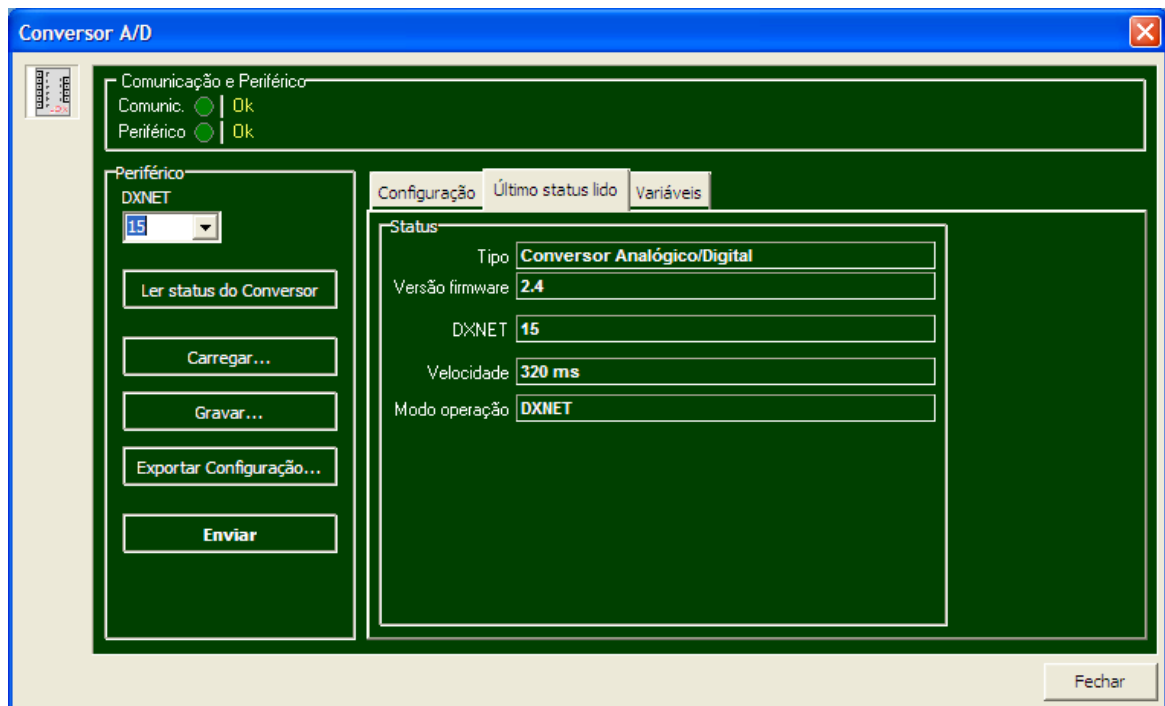 Conversor A/D
Comunicação e Periférico
Comunic. Ok
Periférico Ok
Periférico
DXNET
15
Ler status do Conversor
Carregar...
Gravar...
Exportar Configuração...
Enviar
Configuração Último status lido Variáveis
Status
Tipo Conversor Analógico/Digital
Versão firmware 2.4
DXNET 15
Velocidade 320 ms
Modo operação DXNET
Fechar